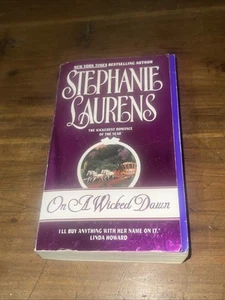 NEW YORK TIMES BESTSELLING AUTHOR
STEPHANIE
LAURENS
THE WICKEDEST ROMANCE
OF THE YEAR
On A Wicked Dawn
"I'LL BUY ANYTHING WITH HER NAME ON IT."
LINDA HOWARD